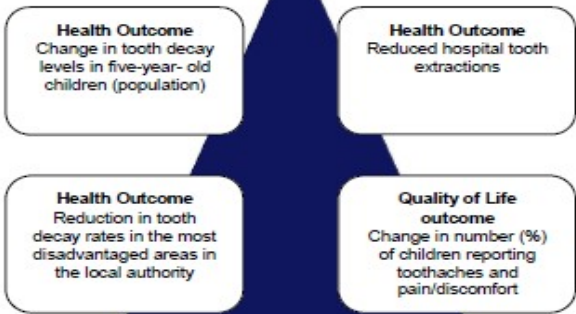 Health Outcome
Change in tooth decay
levels in five-year- old
children (population)
Health Outcome
Reduced hospital tooth
extractions
Health Outcome
Reduction in tooth
decay rates in the most
disadvantaged areas in
the local authority
Quality of Life
outcome
Change in number (%)
of children reporting
toothaches and
pain/discomfort